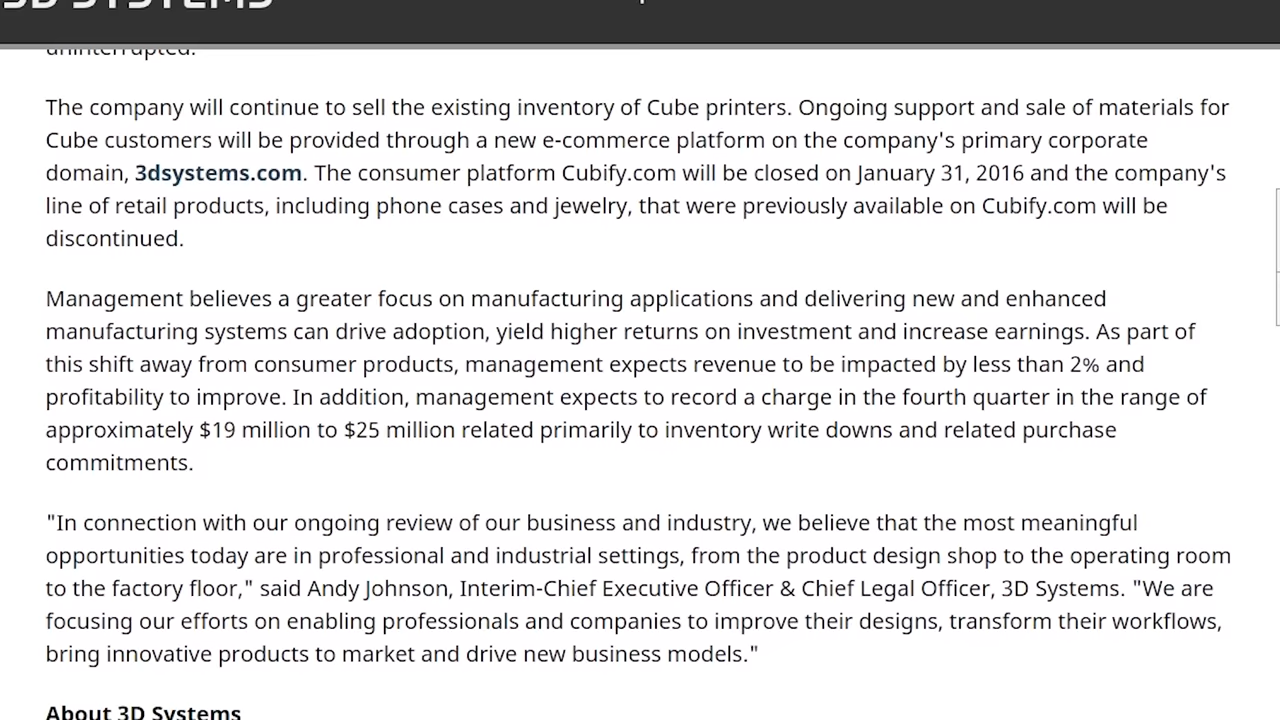 3D SYSTEMS
uninterrupted.
The company will continue to sell the existing inventory of Cube printers. Ongoing support and sale of materials for
Cube customers will be provided through a new e-commerce platform on the company's primary corporate
domain, 3dsystems.com. The consumer platform Cubify.com will be closed on January 31, 2016 and the company's
line of retail products, including phone cases and jewelry, that were previously available on Cubify.com will be
discontinued.
Management believes a greater focus on manufacturing applications and delivering new and enhanced
manufacturing systems can drive adoption, yield higher returns on investment and increase earnings. As part of
this shift away from consumer products, management expects revenue to be impacted by less than 2% and
profitability to improve. In addition, management expects to record a charge in the fourth quarter in the range of
approximately $19 million to $25 million related primarily to inventory write downs and related purchase
commitments.
"In connection with our ongoing review of our business and industry, we believe that the most meaningful
opportunities today are in professional and industrial settings, from the product design shop to the operating room
to the factory floor," said Andy Johnson, Interim-Chief Executive Officer & Chief Legal Officer, 3D Systems. "We are
focusing our efforts on enabling professionals and companies to improve their designs, transform their workflows,
bring innovative products to market and drive new business models."
About 3D Systems